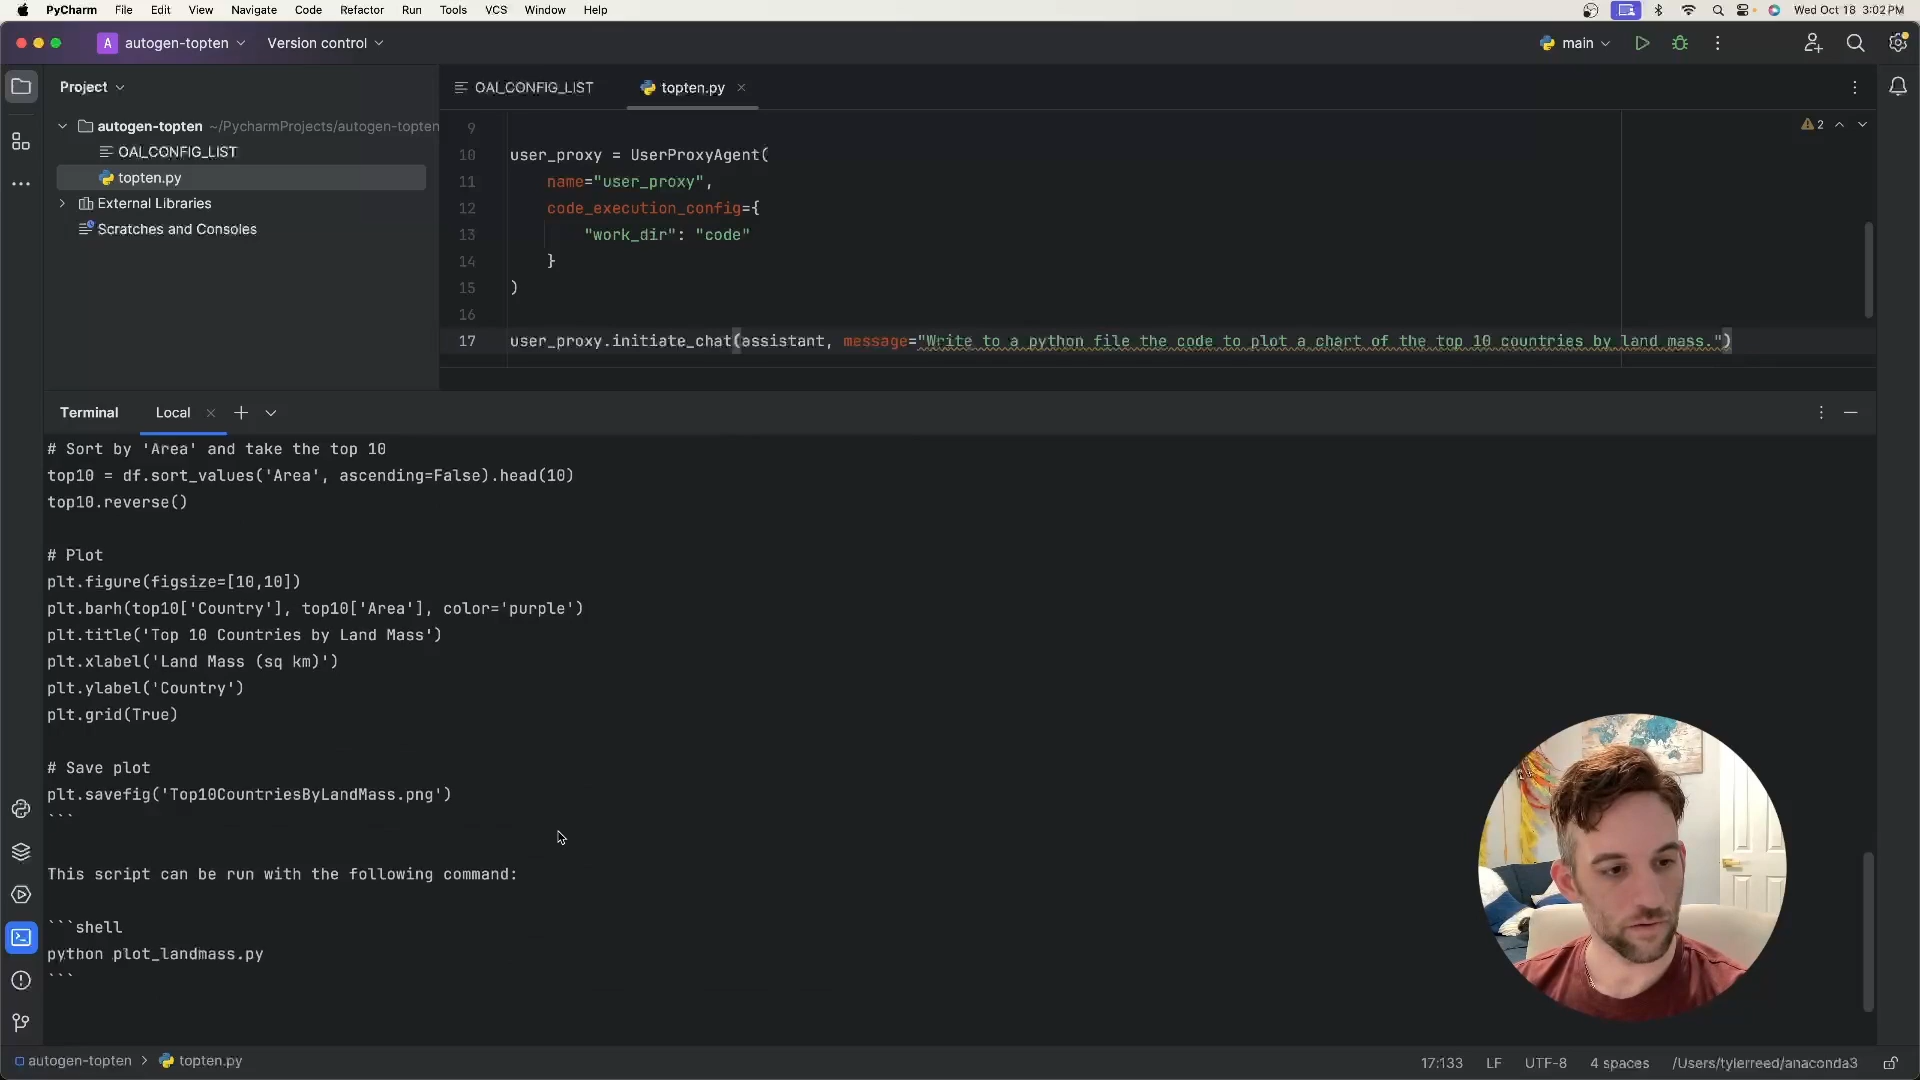 PyCharm File Edit View Navigate Code Refactor Run Tools VCS Window Help Wed Oct 18 3:02 PM
A autogen-topten Version control main
Project
OAI_CONFIG_LIST topten.py
autogen-topten ~/PycharmProjects/autogen-topten
OAI_CONFIG_LIST
topten.py
External Libraries
Scratches and Consoles
2
9
10 user_proxy = UserProxyAgent(
11 name="user_proxy",
12 code_execution_config={
13 "work_dir": "code"
14 }
15 )
16
17 user_proxy.initiate_chat(assistant, message="Write to a python file the code to plot a chart of the top 10 countries by land mass.")
Terminal Local
# Sort by 'Area' and take the top 10
top10 = df.sort_values('Area', ascending=False).head(10)
top10.reverse()
# Plot
plt.figure(figsize=[10,10])
plt.barh(top10['Country'], top10['Area'], color='purple')
plt.title('Top 10 Countries by Land Mass')
plt.xlabel('Land Mass (sq km)')
plt.ylabel('Country')
plt.grid(True)
# Save plot
plt.savefig('Top10CountriesByLandMass.png')
```
This script can be run with the following command:
```shell
python plot_landmass.py
```
autogen-topten > topten.py 17:133 LF UTF-8 4 spaces /Users/tylerreed/anaconda3